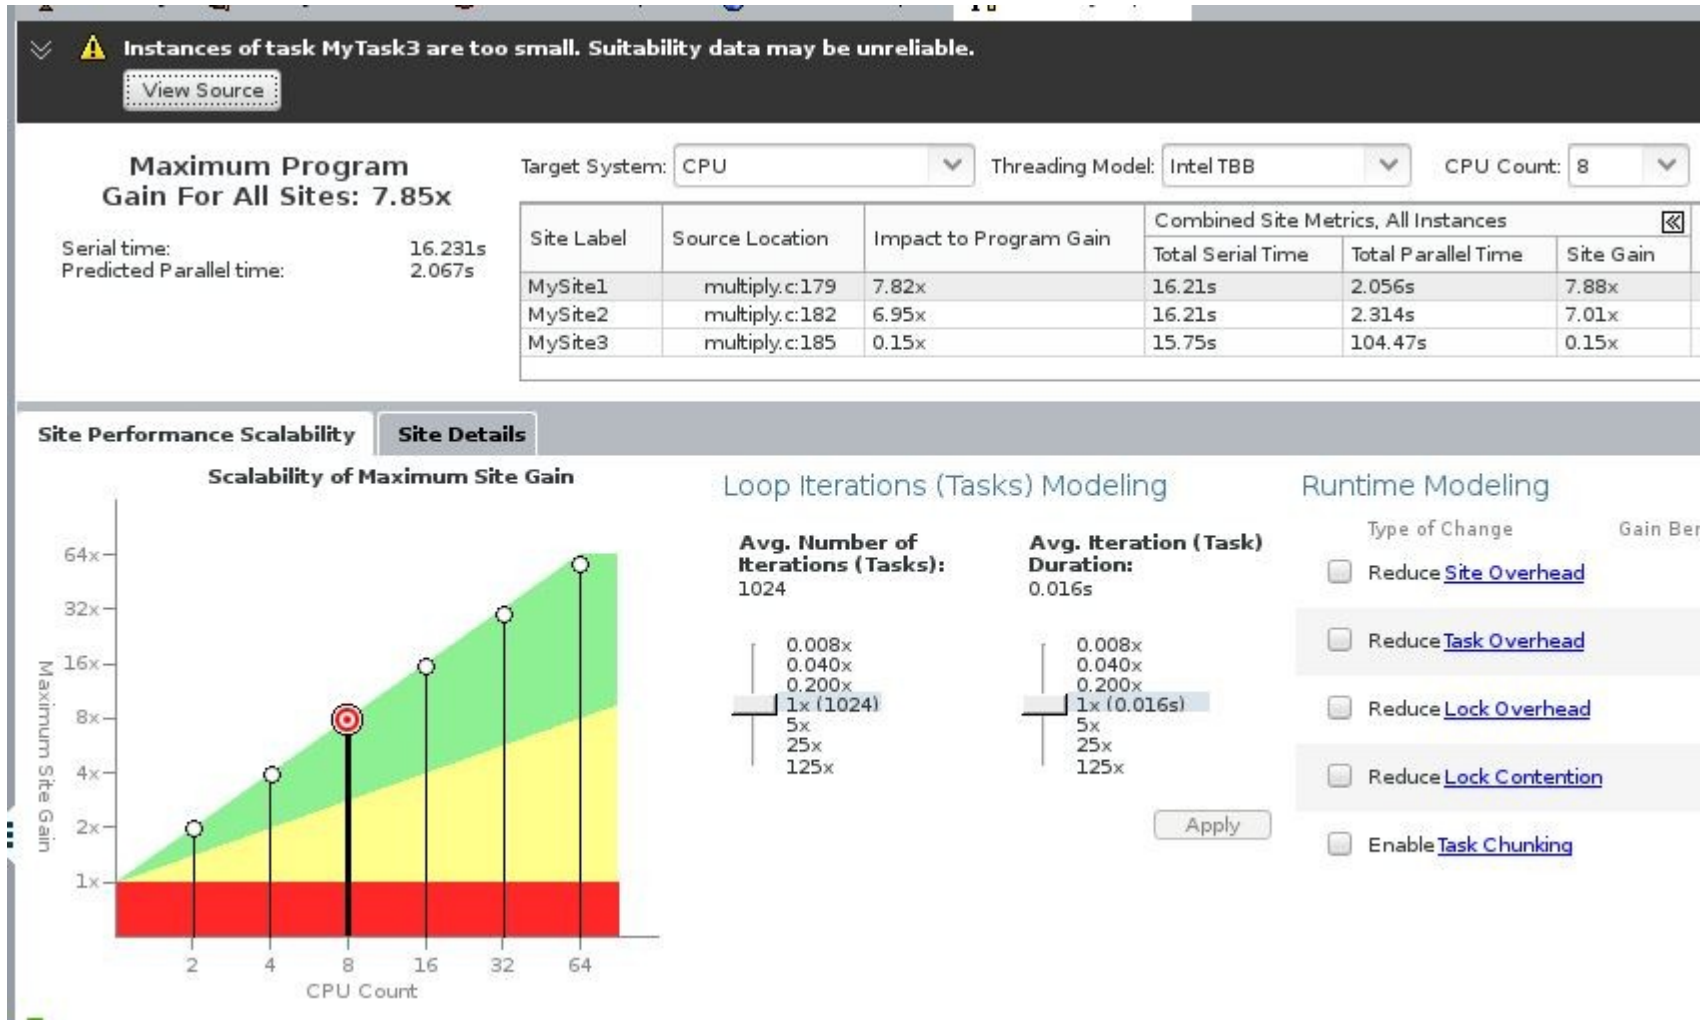 Instances of task MyTask3 are too small. Suitability data may be unreliable.
View Source
Maximum Program
Gain For All Sites: 7.85x
Serial time: 16.231s
Predicted Parallel time: 2.067s
Target System: CPU Threading Model: Intel TBB CPU Count: 8
Site Label Source Location Impact to Program Gain Combined Site Metrics, All Instances
Total Serial Time Total Parallel Time Site Gain
MySite1 multiply.c:179 7.82x 16.21s 2.056s 7.88x
MySite2 multiply.c:182 6.95x 16.21s 2.314s 7.01x
MySite3 multiply.c:185 0.15x 15.75s 104.47s 0.15x
Site Performance Scalability Site Details
Scalability of Maximum Site Gain
64x
32x
16x
8x
4x
2x
1x
Maximum Site Gain
2 4 8 16 32 64
CPU Count
Loop Iterations (Tasks) Modeling
Avg. Number of
Iterations (Tasks):
1024
0.008x
0.040x
0.200x
1x (1024)
5x
25x
125x
Avg. Iteration (Task)
Duration:
0.016s
0.008x
0.040x
0.200x
1x (0.016s)
5x
25x
125x
Apply
Runtime Modeling
Type of Change Gain Ber
Reduce Site Overhead
Reduce Task Overhead
Reduce Lock Overhead
Reduce Lock Contention
Enable Task Chunking